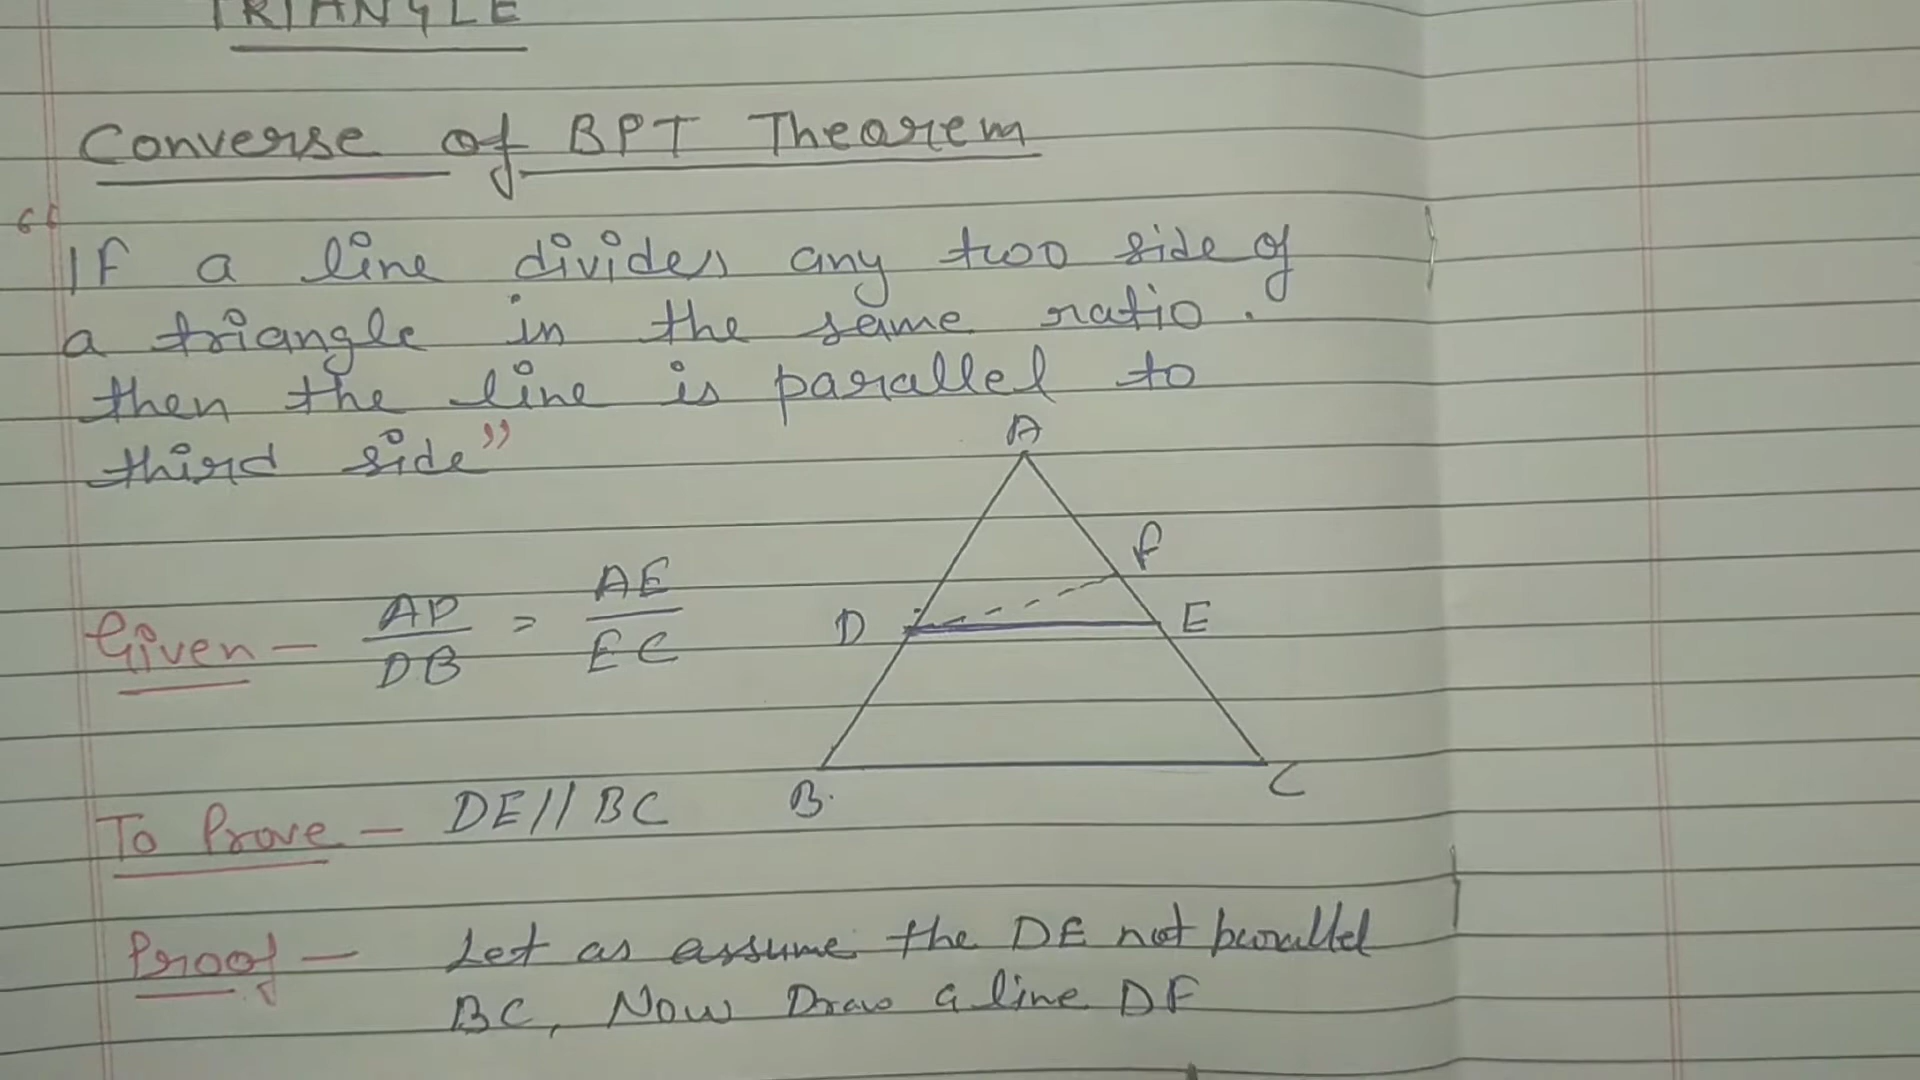 TRIANGLE
Converse of BPT Theorem
“ If a line divides any two side of
a triangle in the same ratio .
then the line is parallel to
third side”
A
F
D E
B C
Given – AD/DB = AE/EC
To Prove – DE//BC
Proof – Let as assume the DE not parallel
BC, Now Draw a line DF